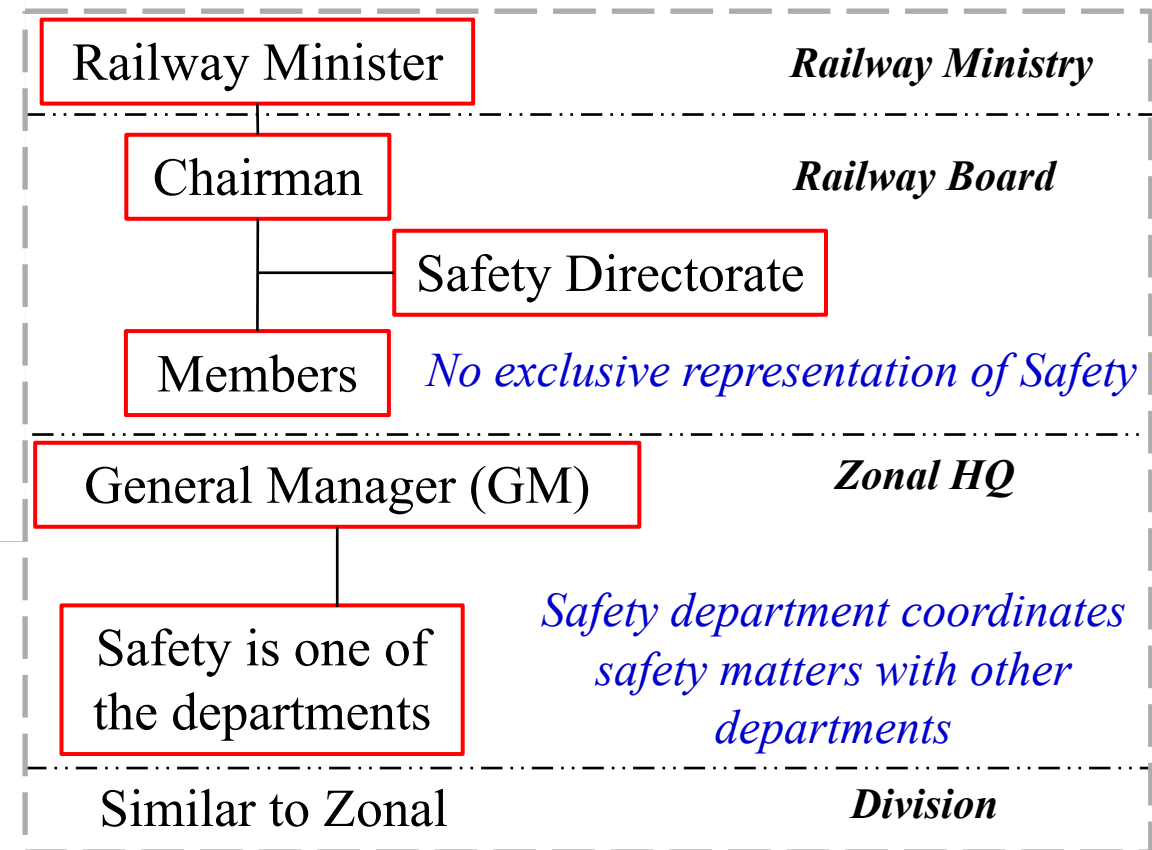 Railway Minister
Railway Ministry
Chairman
Railway Board
Safety Directorate
Members
No exclusive representation of Safety
General Manager (GM)
Zonal HQ
Safety is one of
the departments
Safety department coordinates
safety matters with other
departments
Similar to Zonal
Division